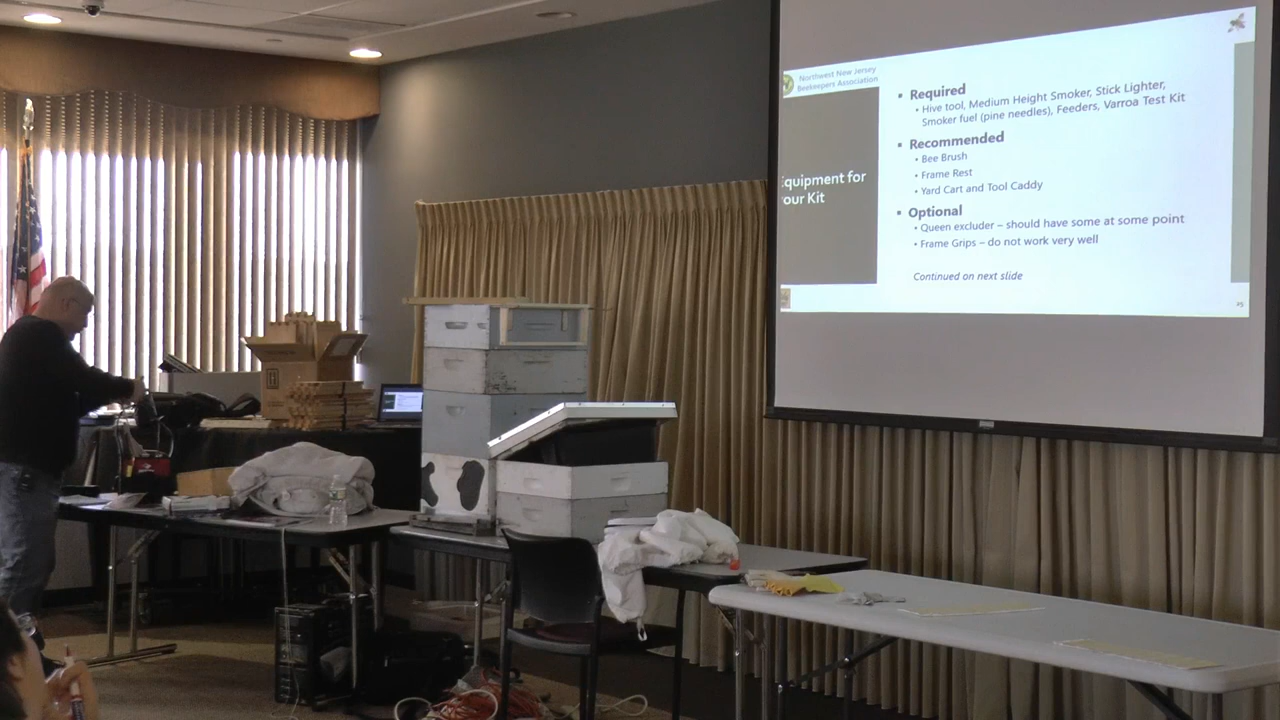 Northwest New Jersey
Beekeepers Association
Equipment for
our Kit
Required
Hive tool, Medium Height Smoker, Stick Lighter,
Smoker fuel (pine needles), Feeders, Varroa Test Kit
Recommended
Bee Brush
Frame Rest
Yard Cart and Tool Caddy
Optional
Queen excluder – should have some at some point
Frame Grips – do not work very well
Continued on next slide
25